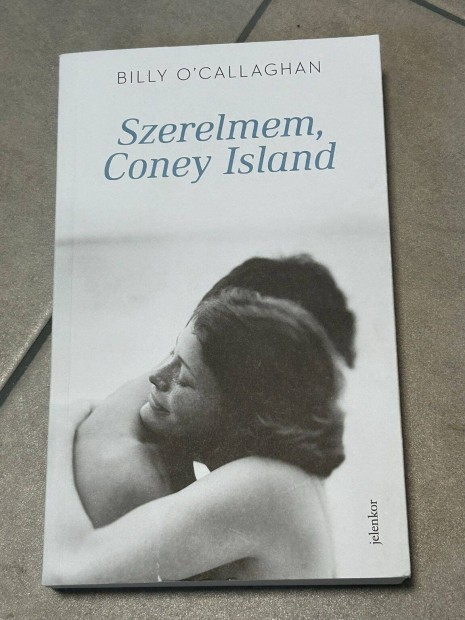 BILLY O'CALLAGHAN
Szerelmem,
Coney Island
jelenkor